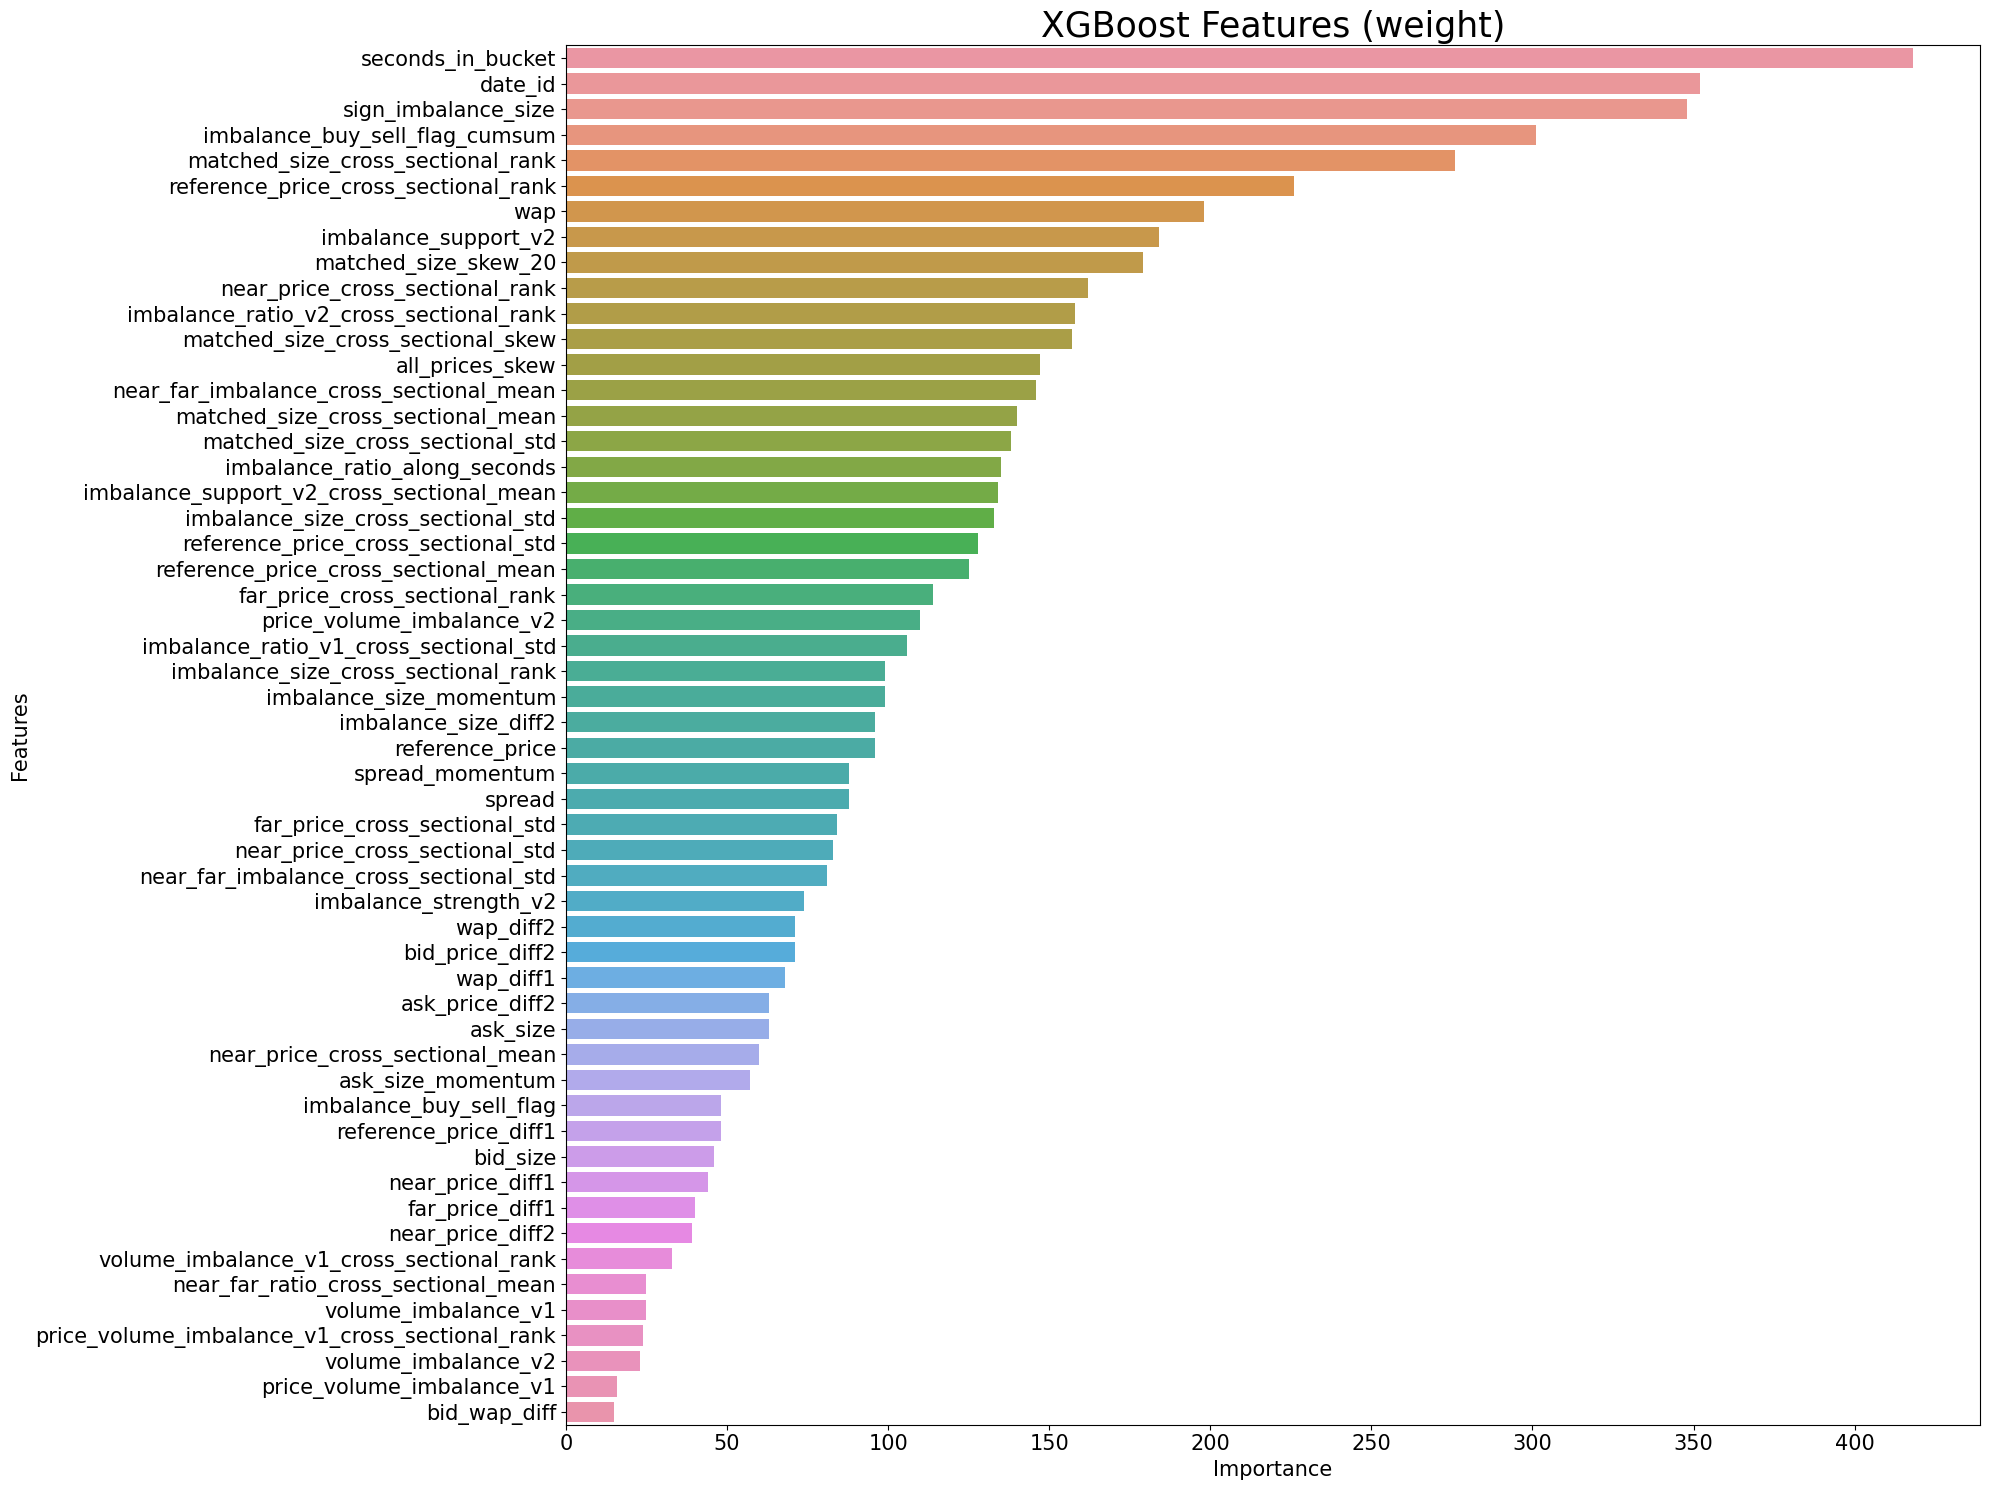 XGBoost Features (weight)
seconds_in_bucket
date_id
sign_imbalance_size
imbalance_buy_sell_flag_cumsum
matched_size_cross_sectional_rank
reference_price_cross_sectional_rank
wap
imbalance_support_v2
matched_size_skew_20
near_price_cross_sectional_rank
imbalance_ratio_v2_cross_sectional_rank
matched_size_cross_sectional_skew
all_prices_skew
near_far_imbalance_cross_sectional_mean
matched_size_cross_sectional_mean
matched_size_cross_sectional_std
imbalance_ratio_along_seconds
imbalance_support_v2_cross_sectional_mean
imbalance_size_cross_sectional_std
reference_price_cross_sectional_std
reference_price_cross_sectional_mean
far_price_cross_sectional_rank
price_volume_imbalance_v2
imbalance_ratio_v1_cross_sectional_std
imbalance_size_cross_sectional_rank
imbalance_size_momentum
imbalance_size_diff2
reference_price
spread_momentum
spread
far_price_cross_sectional_std
near_price_cross_sectional_std
near_far_imbalance_cross_sectional_std
imbalance_strength_v2
wap_diff2
bid_price_diff2
wap_diff1
ask_price_diff2
ask_size
near_price_cross_sectional_mean
ask_size_momentum
imbalance_buy_sell_flag
reference_price_diff1
bid_size
near_price_diff1
far_price_diff1
near_price_diff2
volume_imbalance_v1_cross_sectional_rank
near_far_ratio_cross_sectional_mean
volume_imbalance_v1
price_volume_imbalance_v1_cross_sectional_rank
volume_imbalance_v2
price_volume_imbalance_v1
bid_wap_diff
Features
0 50 100 150 200 250 300 350 400
Importance